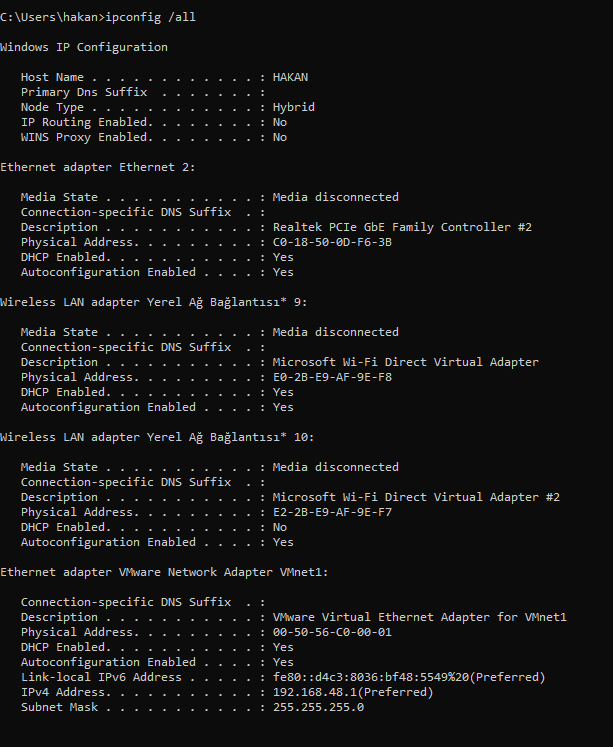 C:\Users\hakan>ipconfig /all
Windows IP Configuration
Host Name . . . . . . . . . . . . : HAKAN
Primary Dns Suffix  . . . . . . . :
Node Type . . . . . . . . . . . . : Hybrid
IP Routing Enabled. . . . . . . . : No
WINS Proxy Enabled. . . . . . . . : No
Ethernet adapter Ethernet 2:
Media State . . . . . . . . . . . : Media disconnected
Connection-specific DNS Suffix  . :
Description . . . . . . . . . . . : Realtek PCIe GbE Family Controller #2
Physical Address. . . . . . . . . : C0-18-50-0D-F6-3B
DHCP Enabled. . . . . . . . . . . : Yes
Autoconfiguration Enabled . . . . : Yes
Wireless LAN adapter Yerel Ağ Bağlantısı* 9:
Media State . . . . . . . . . . . : Media disconnected
Connection-specific DNS Suffix  . :
Description . . . . . . . . . . . : Microsoft Wi-Fi Direct Virtual Adapter
Physical Address. . . . . . . . . : E0-2B-E9-AF-9E-F8
DHCP Enabled. . . . . . . . . . . : Yes
Autoconfiguration Enabled . . . . : Yes
Wireless LAN adapter Yerel Ağ Bağlantısı* 10:
Media State . . . . . . . . . . . : Media disconnected
Connection-specific DNS Suffix  . :
Description . . . . . . . . . . . : Microsoft Wi-Fi Direct Virtual Adapter #2
Physical Address. . . . . . . . . : E2-2B-E9-AF-9E-F7
DHCP Enabled. . . . . . . . . . . : No
Autoconfiguration Enabled . . . . : Yes
Ethernet adapter VMware Network Adapter VMnet1:
Connection-specific DNS Suffix  . :
Description . . . . . . . . . . . : VMware Virtual Ethernet Adapter for VMnet1
Physical Address. . . . . . . . . : 00-50-56-C0-00-01
DHCP Enabled. . . . . . . . . . . : Yes
Autoconfiguration Enabled . . . . : Yes
Link-local IPv6 Address . . . . . : fe80::d4c3:8036:bf48:5549%20(Preferred)
IPv4 Address. . . . . . . . . . . : 192.168.48.1(Preferred)
Subnet Mask . . . . . . . . . . . : 255.255.255.0